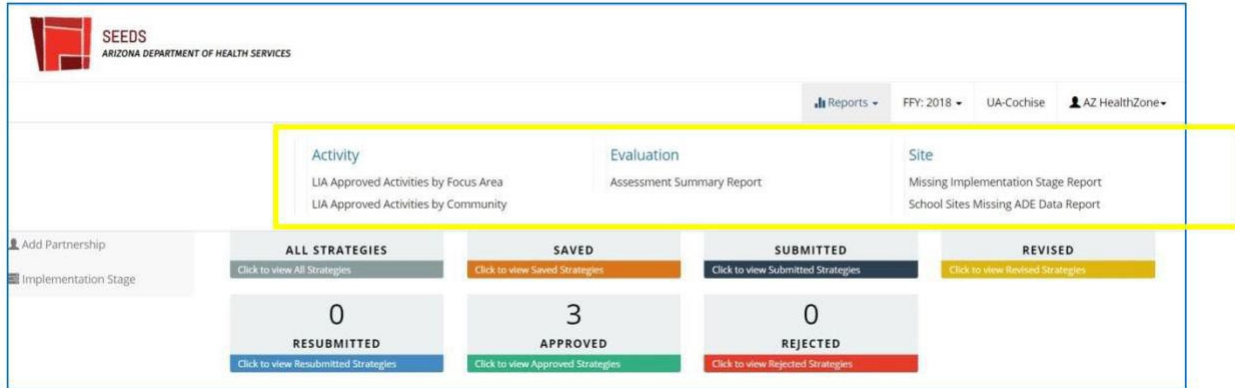 SEEDS
ARIZONA DEPARTMENT OF HEALTH SERVICES
Reports FFY: 2018 UA-Cochise AZ HealthZone
Activity Evaluation Site
LIA Approved Activities by Focus Area Assessment Summary Report Missing Implementation Stage Report
LIA Approved Activities by Community School Sites Missing ADE Data Report
Add Partnership ALL STRATEGIES SAVED SUBMITTED REVISED
Click to view All Strategies Click to view Saved Strategies Click to view Submitted Strategies Click to view Revised Strategies
Implementation Stage
0 3 0
RESUBMITTED APPROVED REJECTED
Click to view Resubmitted Strategies Click to view Approved Strategies Click to view Rejected Strategies